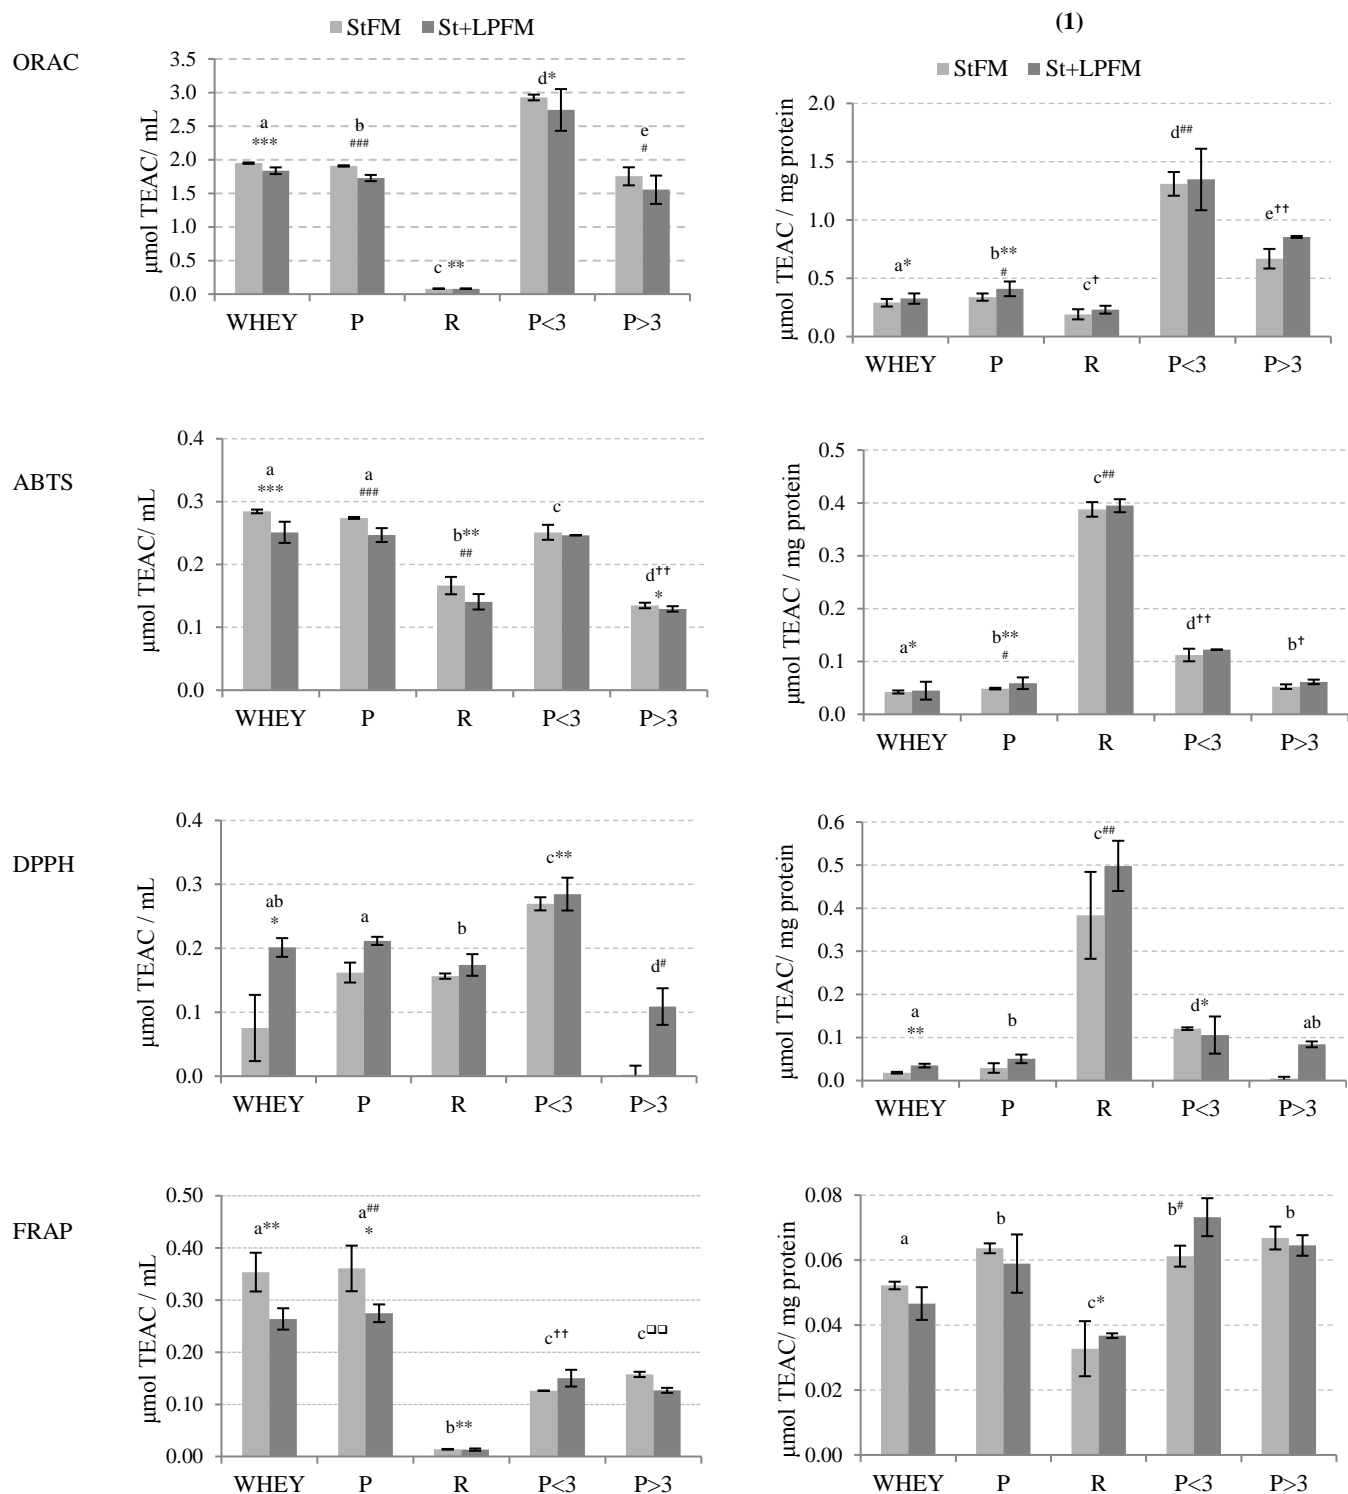 StFM St+LPFM
ORAC
3.5
3.0
2.5
2.0
1.5
1.0
0.5
0.0
µmol TEAC/ mL
a
***
b
###
c **
d*
e
#
WHEY P R P<3 P>3
(1)
StFM St+LPFM
2.0
1.5
1.0
0.5
0.0
µmol TEAC / mg protein
a*
b**
#
c†
d##
e††
WHEY P R P<3 P>3
ABTS
0.4
0.3
0.2
0.1
0.0
µmol TEAC/ mL
a
***
a
###
b**
##
c
d††
*
WHEY P R P<3 P>3
0.5
0.4
0.3
0.2
0.1
0.0
µmol TEAC / mg protein
a*
b**
#
c##
d††
b†
WHEY P R P<3 P>3
DPPH
0.4
0.3
0.2
0.1
0.0
µmol TEAC / mL
ab
*
a
b
c**
d#
WHEY P R P<3 P>3
0.6
0.5
0.4
0.3
0.2
0.1
0.0
µmol TEAC/ mg protein
a
**
b
c##
d*
ab
WHEY P R P<3 P>3
FRAP
0.50
0.40
0.30
0.20
0.10
0.00
µmol TEAC / mL
a**
a##
*
b**
c††
c❑❑
WHEY P R P<3 P>3
0.08
0.06
0.04
0.02
0.00
µmol TEAC/ mg protein
a
b
c*
b#
b
WHEY P R P<3 P>3